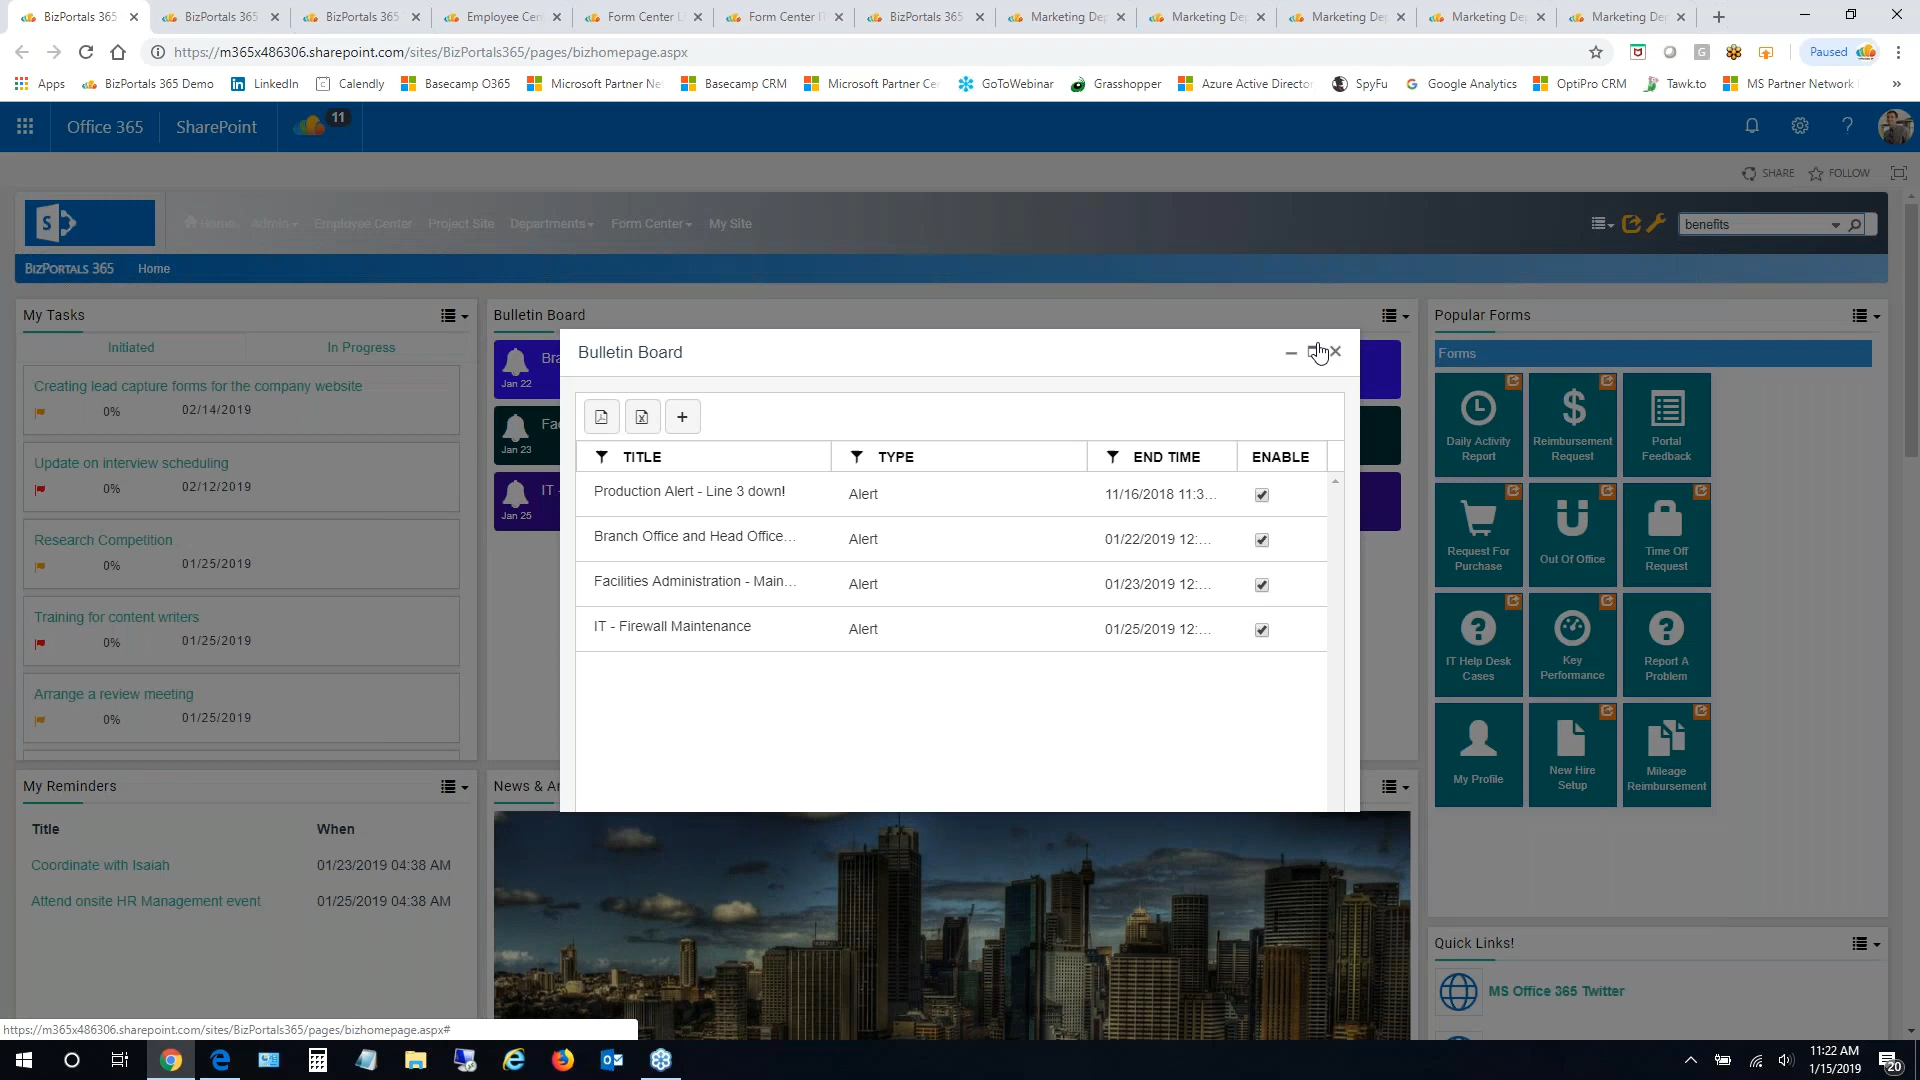 BizPortals 365
BizPortals 365
BizPortals 365
Employee Cen
Form Center
Form Center
BizPortals 365
Marketing De
Marketing De
Marketing De
Marketing De
Marketing De
https://m365x486306.sharepoint.com/sites/BizPortals365/pages/bizhomepage.aspx
Paused
Apps
BizPortals 365 Demo
LinkedIn
Calendly
Basecamp O365
Microsoft Partner Ne
Basecamp CRM
Microsoft Partner Ce
GoToWebinar
Grasshopper
Azure Active Director
SpyFu
Google Analytics
OptiPro CRM
Tawk.to
MS Partner Network
»
Office 365
SharePoint
11
SHARE
FOLLOW
Home
Admin
Employee Center
Project Site
Departments
Form Center
My Site
benefits
BIZPORTALS 365
Home
My Tasks
Initiated
In Progress
Creating lead capture forms for the company website
0%
02/14/2019
Update on interview scheduling
0%
02/12/2019
Research Competition
0%
01/25/2019
Training for content writers
0%
01/25/2019
Arrange a review meeting
0%
01/25/2019
My Reminders
Title
When
Coordinate with Isaiah
01/23/2019 04:38 AM
Attend onsite HR Management event
01/25/2019 04:38 AM
Bulletin Board
Bra
Jan 22
Fa
Jan 23
IT -
Jan 25
News & A
Bulletin Board
TITLE
TYPE
END TIME
ENABLE
Production Alert - Line 3 down!
Alert
11/16/2018 11:3...
Branch Office and Head Office...
Alert
01/22/2019 12:...
Facilities Administration - Main...
Alert
01/23/2019 12:...
IT - Firewall Maintenance
Alert
01/25/2019 12:...
Popular Forms
Forms
Daily Activity
Report
Reimbursement
Request
Portal
Feedback
Request For
Purchase
Out Of Office
Time Off
Request
IT Help Desk
Cases
Key
Performance
Report A
Problem
My Profile
New Hire
Setup
Mileage
Reimbursement
Quick Links!
MS Office 365 Twitter
https://m365x486306.sharepoint.com/sites/BizPortals365/pages/bizhomepage.aspx#
11:22 AM
1/15/2019
20